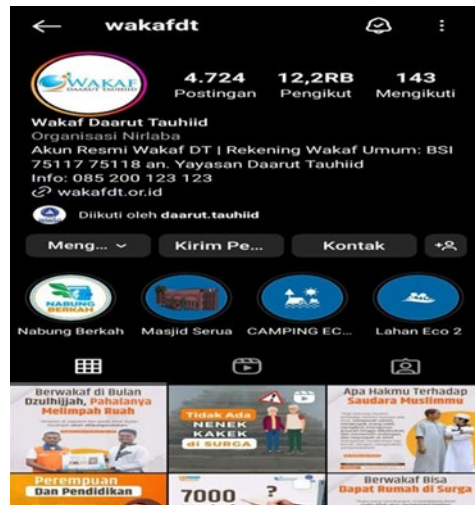 wakafdt
WAKAF
DAARUT TAUHIID
4.724 12,2RB 143
Postingan Pengikut Mengikuti
Wakaf Daarut Tauhiid
Organisasi Nirlaba
Akun Resmi Wakaf DT | Rekening Wakaf Umum: BSI
75117 75118 an. Yayasan Daarut Tauhiid
Info: 085 200 123 123
wakafdt.or.id
Diikuti oleh daarut.tauhiid
Meng... Kirim Pe... Kontak
NABUNG
BERKAH
Nabung Berkah Masjid Serua CAMPING EC... Lahan Eco 2
Berwakaf di Bulan
Dzulhijjah, Pahalanya
Melimpah Ruah
Tidak Ada
NENEK
KAKEK
di SURGA
Apa Hakmu Terhadap
Saudara Muslimmu
Perempuan
Dan Pendidikan
7000 ?
Berwakaf Bisa
Dapat Rumah di Surga